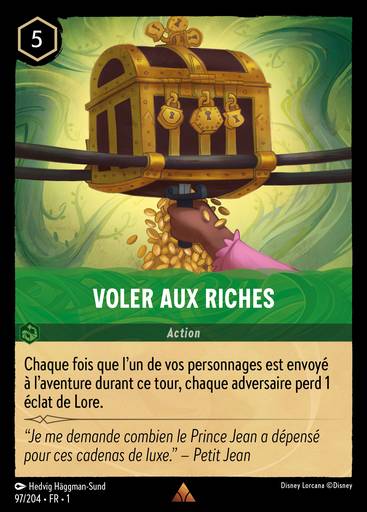 5
VOLER AUX RICHES
Action
Chaque fois que l'un de vos personnages est envoyé
à l'aventure durant ce tour, chaque adversaire perd 1
éclat de Lore.
“Je me demande combien le Prince Jean a dépensé
pour ces cadenas de luxe.” – Petit Jean
Hedvig Häggman-Sund
Disney Lorcana ©Disney
97/204 • FR • 1